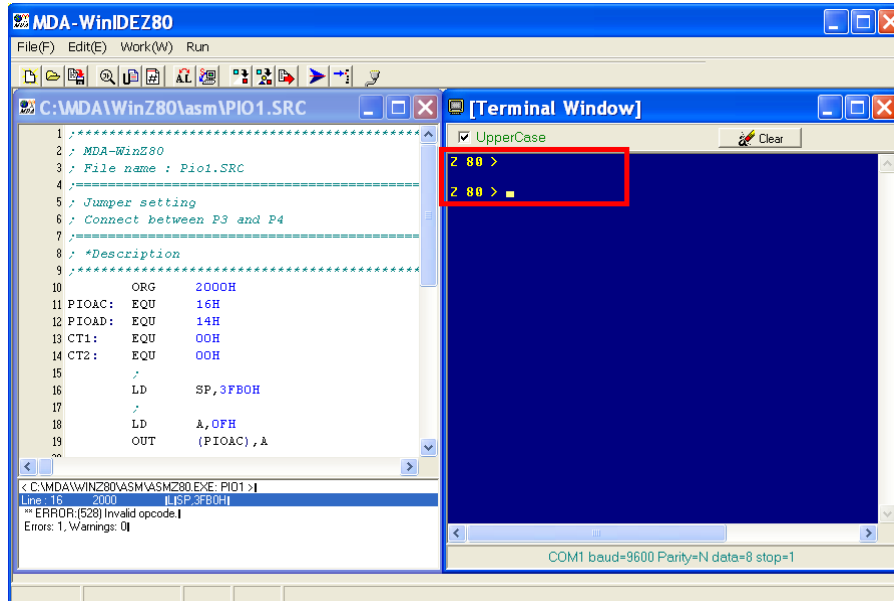 MDA-WinIDEZ80
File(F) Edit(E) Work(W) Run
C:\MDA\WinZ80\asm\PIO1.SRC
1 ;*******************************************
2 ; MDA-WinZ80
3 ; File name : Pio1.SRC
4 ;===========================================
5 ; Jumper setting
6 ; Connect between P3 and P4
7 ;===========================================
8 ; *Description
9 ;*******************************************
10 ORG 2000H
11 PIOAC: EQU 16H
12 PIOAD: EQU 14H
13 CT1: EQU 00H
14 CT2: EQU 00H
15 ;
16 LD SP,3FB0H
17 ;
18 LD A,0FH
19 OUT (PIOAC),A
< C:\MDA\WINZ80\ASM\ASMZ80.EXE: PIO1 >
Line : 16 2000 |L|SP,3FB0H|
** ERROR:(528) Invalid opcode.
Errors: 1, Warnings: 0
[Terminal Window]
UpperCase Clear
Z 80 >
Z 80 >
COM1 baud=9600 Parity=N data=8 stop=1